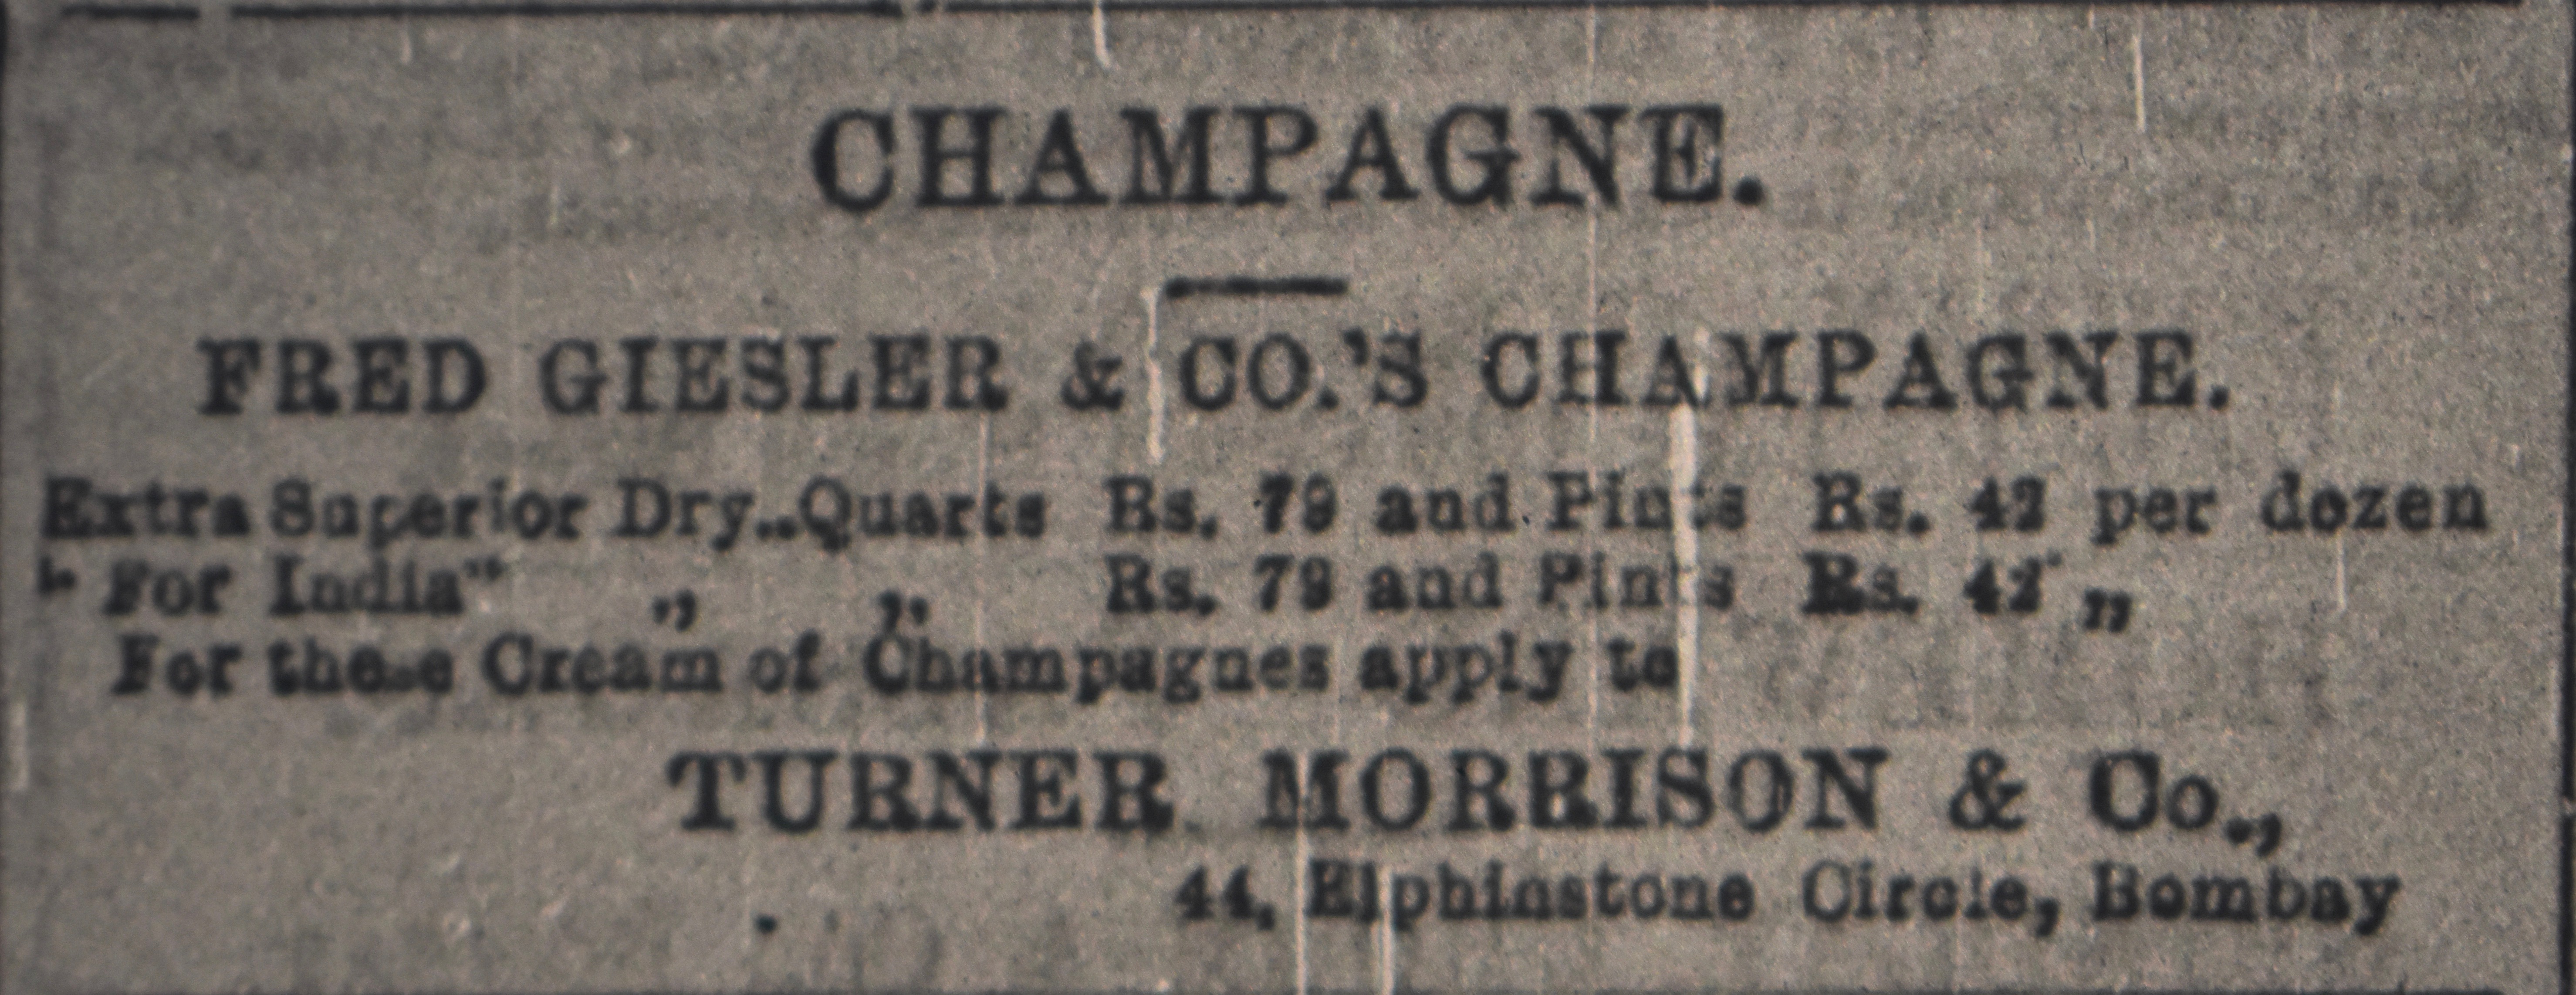 CHAMPAGNE.
FRED GIESLER & CO.'S CHAMPAGNE.
Extra Superior Dry..Quarts Rs. 79 and Pints Rs. 42 per dozen
"For India" „ „ Rs. 79 and Pints Rs. 42 „
For these Cream of Champagnes apply to
TURNER MORRISON & Co.,
44, Elphinstone Circle, Bombay